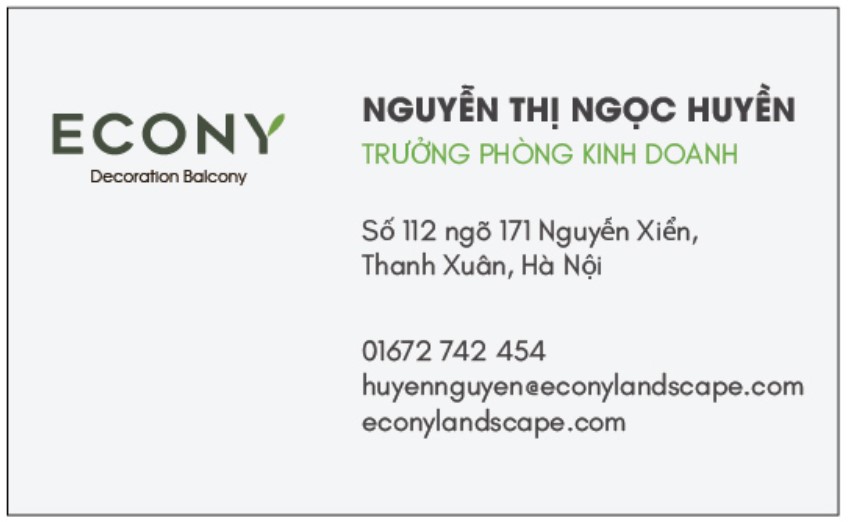 ECONY
Decoration Balcony
NGUYỄN THỊ NGỌC HUYỀN
TRƯỞNG PHÒNG KINH DOANH
Số 112 ngõ 171 Nguyễn Xiển,
Thanh Xuân, Hà Nội
01672 742 454
huyennguyen@econylandscape.com
econylandscape.com